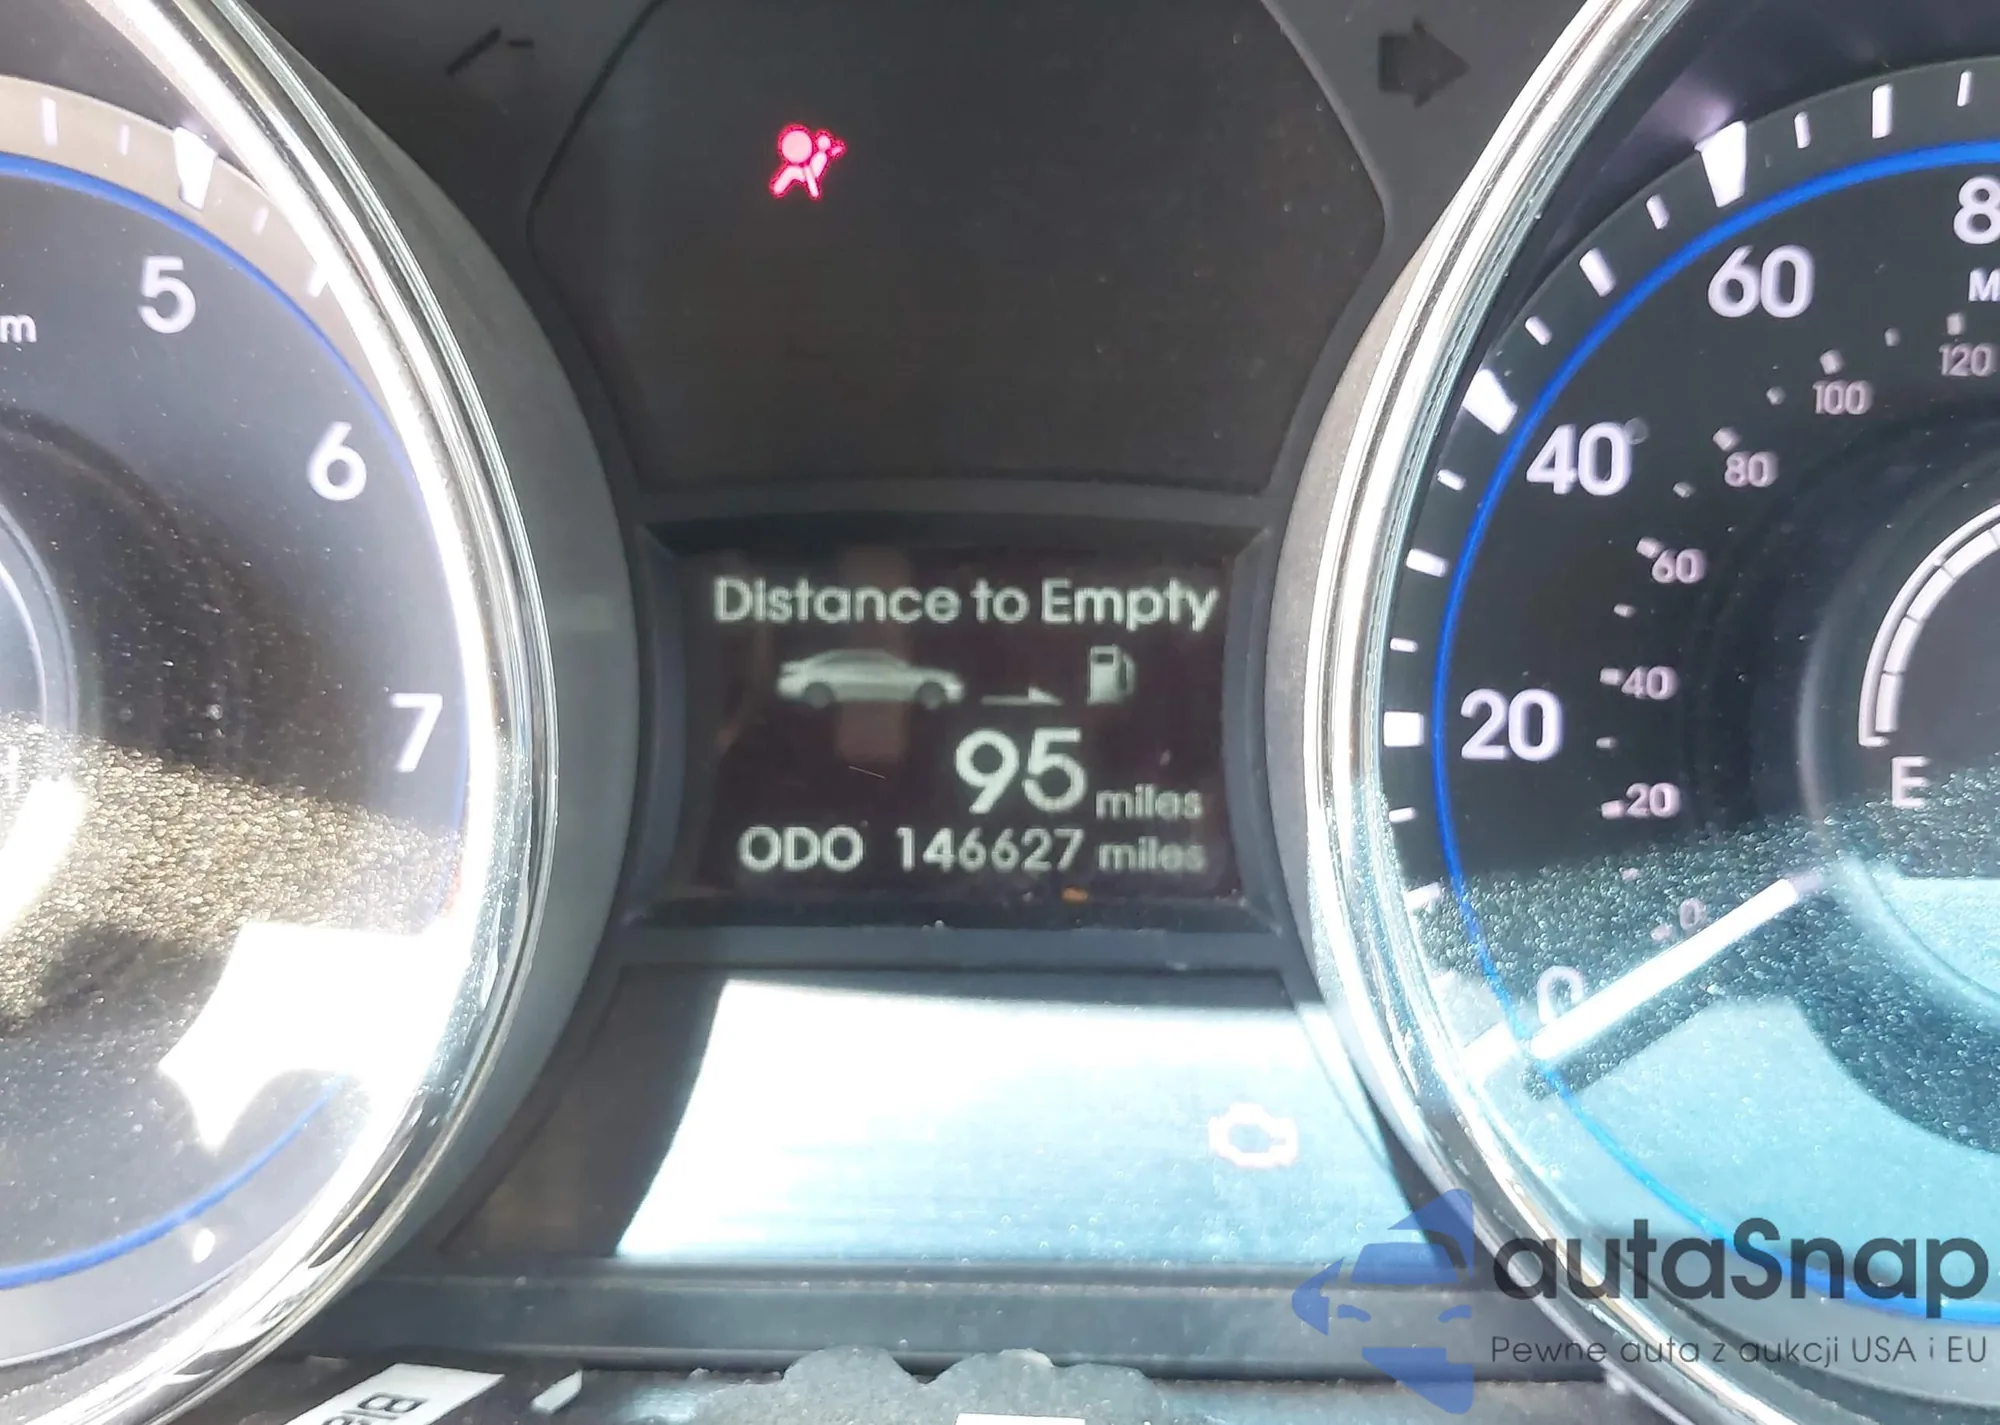 5
6
7
m
Distance to Empty
95 miles
ODO 146627 miles
0
20
40
60
8
M
0
20
40
60
80
100
120
E
autaSnap
Pewne auta z aukcji USA i EU